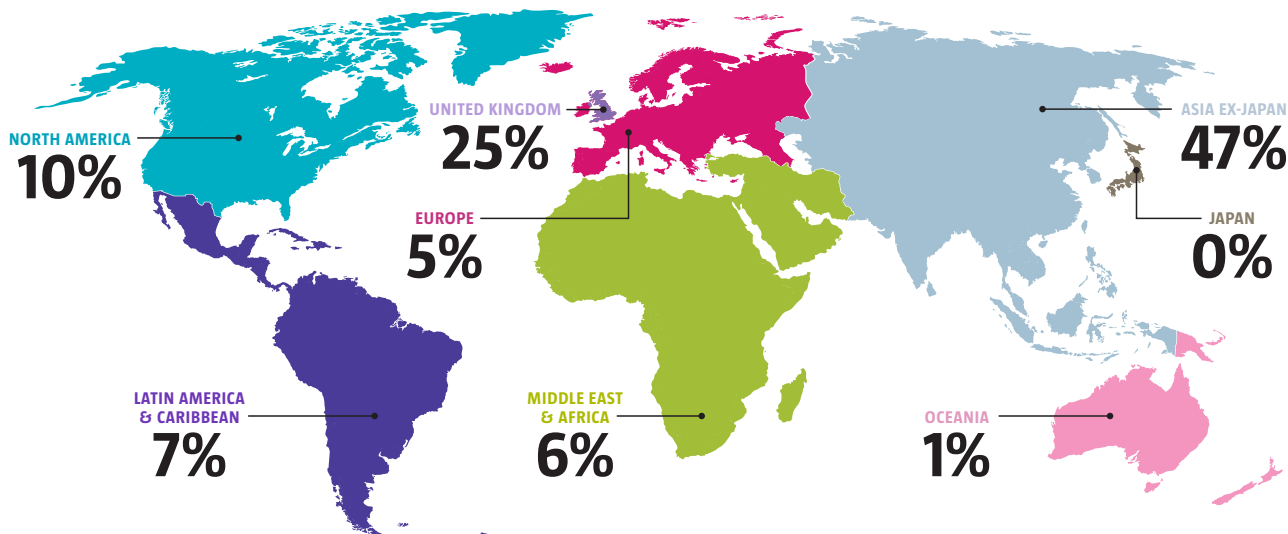 NORTH AMERICA
10%
UNITED KINGDOM
25%
EUROPE
5%
ASIA EX-JAPAN
47%
JAPAN
0%
LATIN AMERICA
& CARIBBEAN
7%
MIDDLE EAST
& AFRICA
6%
OCEANIA
1%